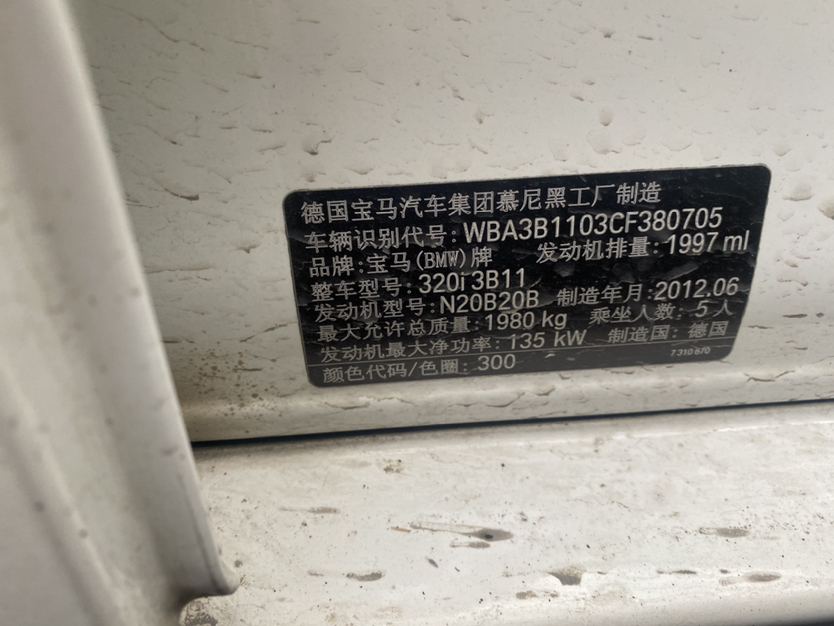 德国宝马汽车集团慕尼黑工厂制造
车辆识别代号:WBA3B1103CF380705
品牌:宝马(BMW)牌 发动机排量:1997 ml
整车型号:320i 3B11
发动机型号:N20B20B 制造年月:2012.06
最大允许总质量:1980 kg 乘坐人数: 5 人
发动机最大净功率:135 kW 制造国: 德国
颜色代码/色圈: 300
7 310 670